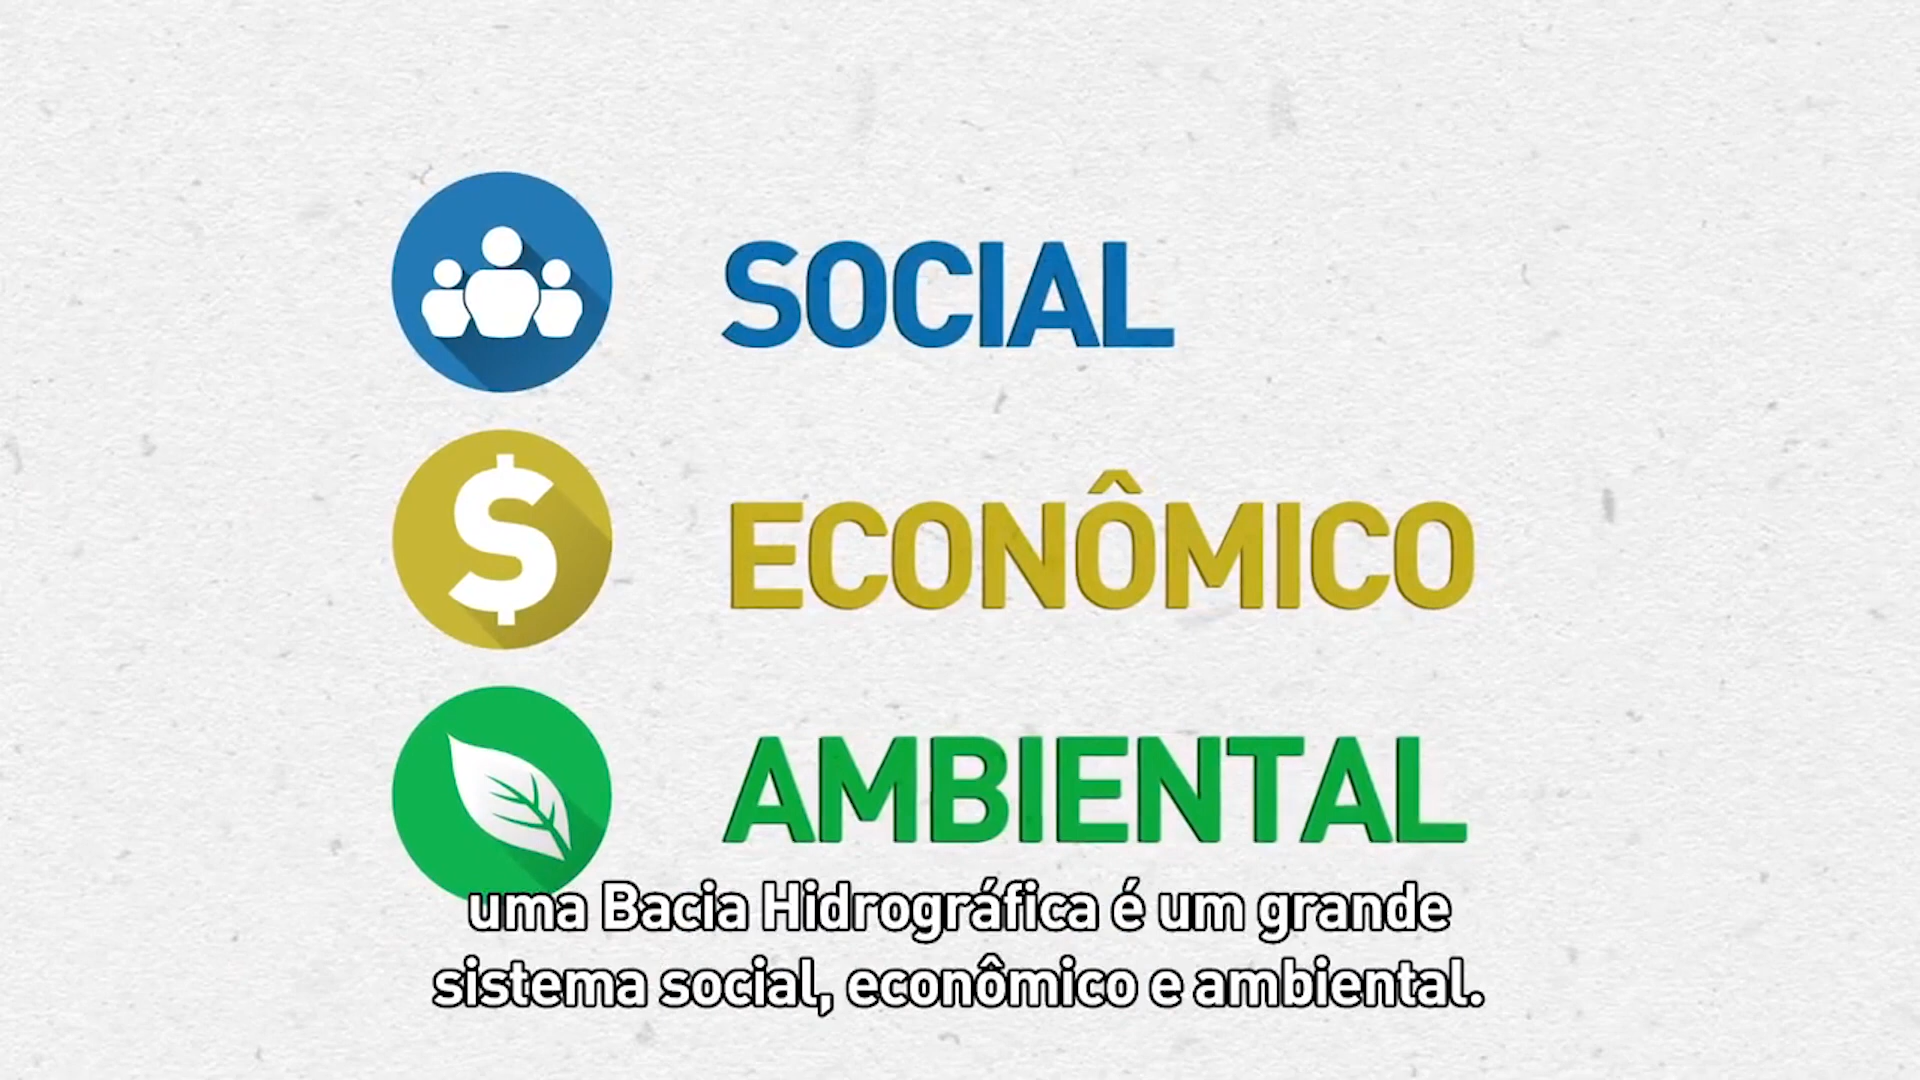 SOCIAL
ECONÔMICO
AMBIENTAL
uma Bacia Hidrográfica é um grande
sistema social, econômico e ambiental.